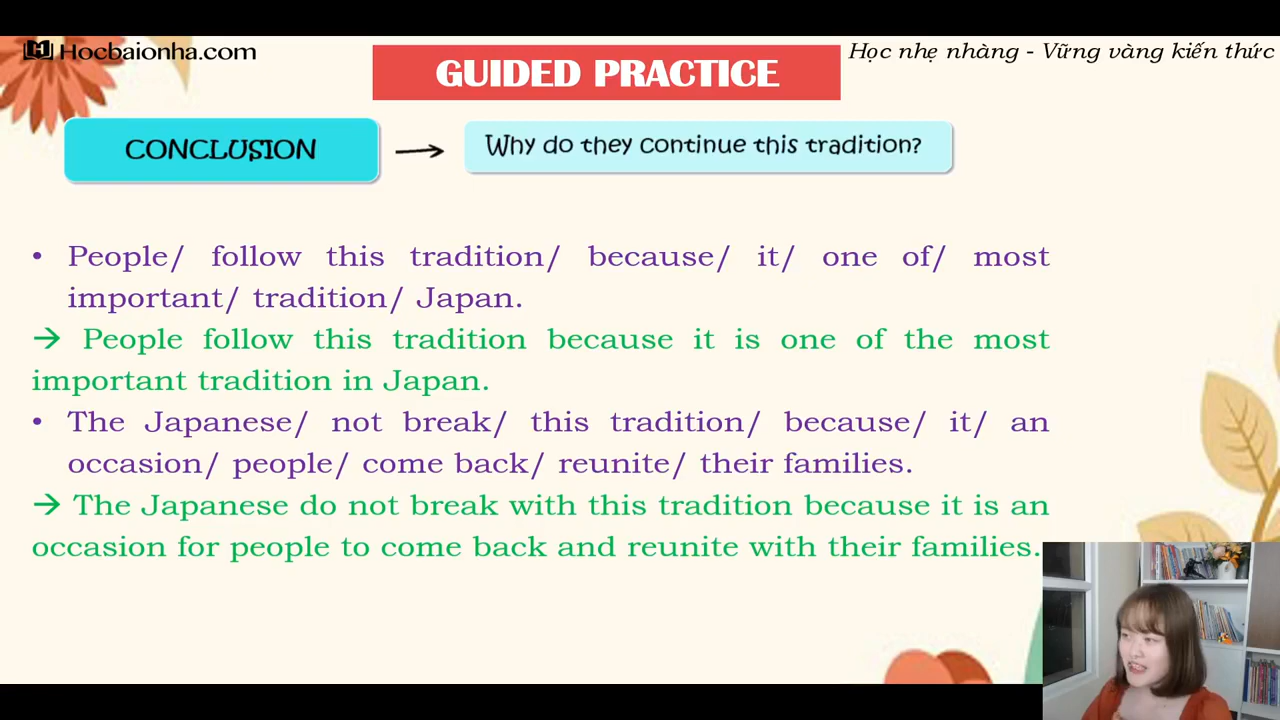 Hocbaionha.com
Học nhẹ nhàng - Vững vàng kiến thức
GUIDED PRACTICE
CONCLUSION
Why do they continue this tradition?
• People/ follow this tradition/ because/ it/ one of/ most
important/ tradition/ Japan.
→ People follow this tradition because it is one of the most
important tradition in Japan.
• The Japanese/ not break/ this tradition/ because/ it/ an
occasion/ people/ come back/ reunite/ their families.
→ The Japanese do not break with this tradition because it is an
occasion for people to come back and reunite with their families.